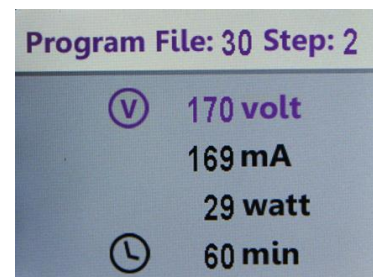 Program File: 30 Step: 2
V 170 volt
169 mA
29 watt
60 min